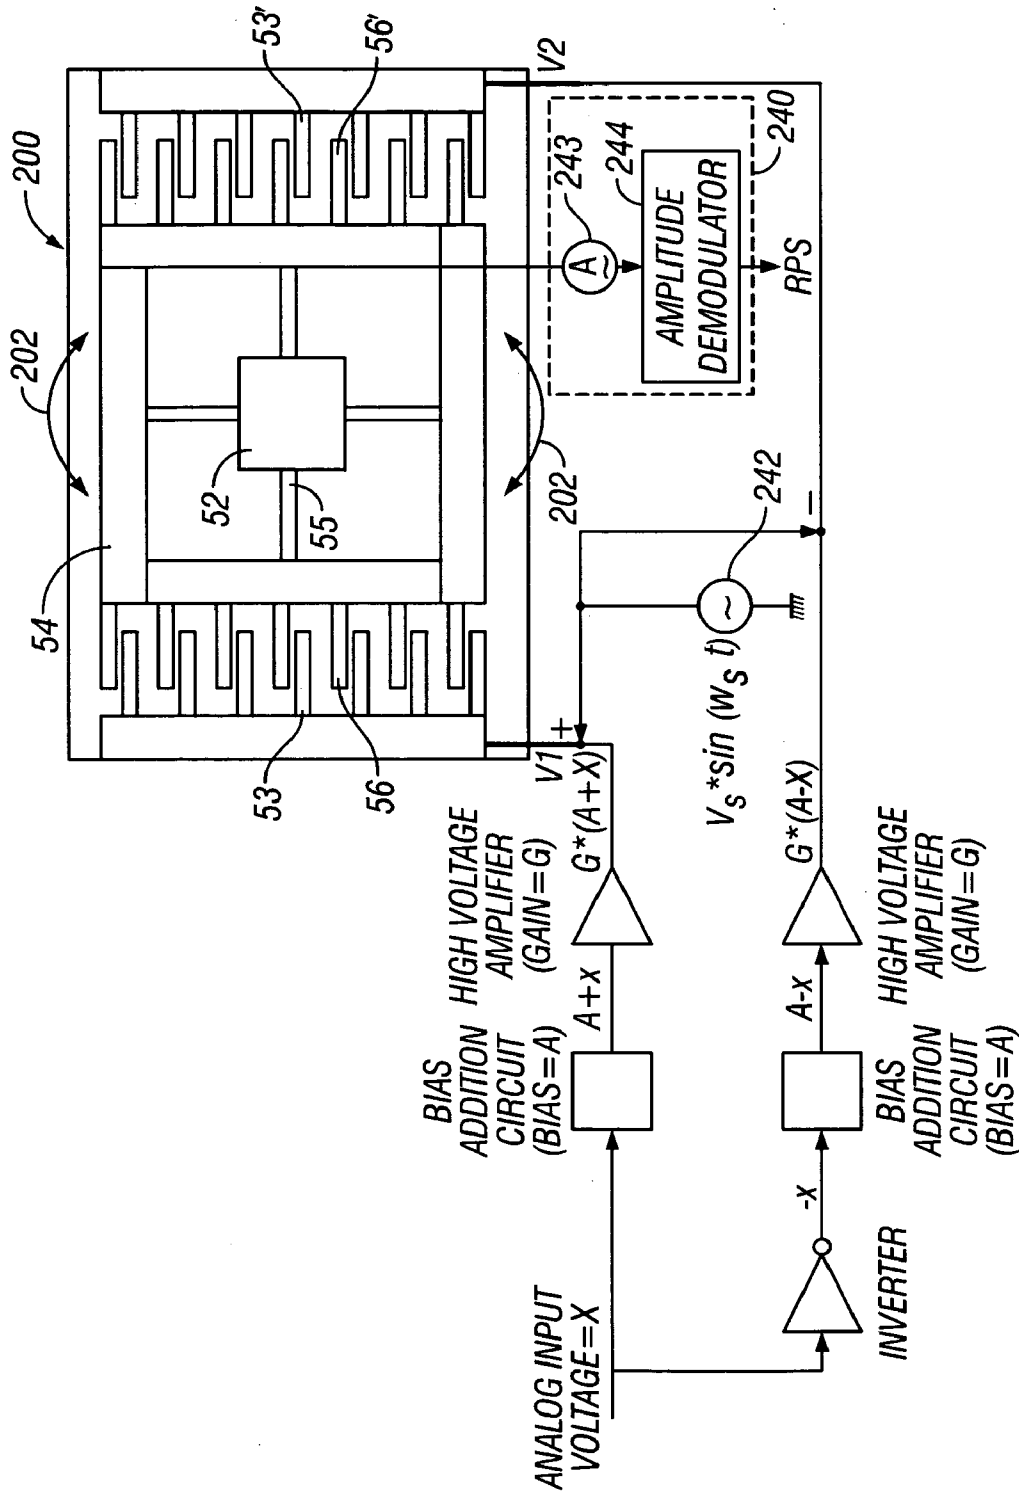 200
202
54
53'
56'
52
55
202
53
56
V1
+
V2
243
244
A
~
AMPLITUDE
DEMODULATOR
240
RPS
ANALOG INPUT
VOLTAGE=X
BIAS
ADDITION
CIRCUIT
(BIAS=A)
A+x
HIGH VOLTAGE
AMPLIFIER
(GAIN=G)
G*(A+X)
V_s*sin (w_s t)
~
242
–
INVERTER
-x
BIAS
ADDITION
CIRCUIT
(BIAS=A)
A-x
HIGH VOLTAGE
AMPLIFIER
(GAIN=G)
G*(A-X)